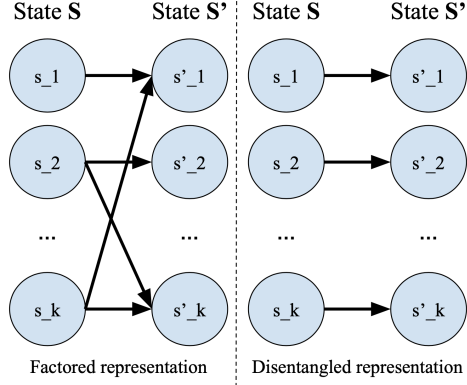 State S State S’ State S State S’
s_1 s’_1 s_1 s’_1
s_2 s’_2 s_2 s’_2
... ... ... ...
s_k s’_k s_k s’_k
Factored representation Disentangled representation